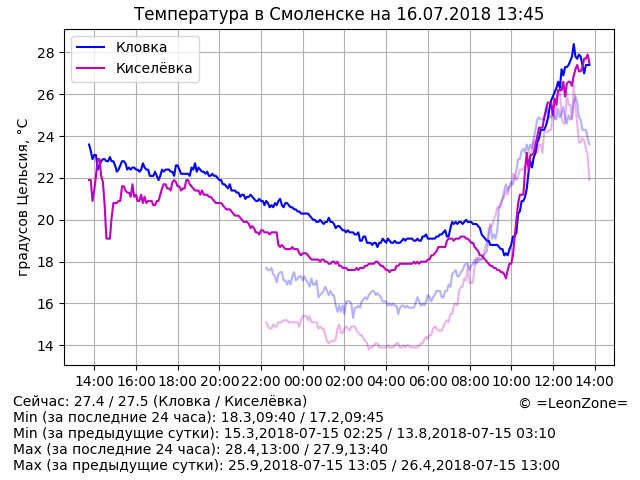 Температура в Смоленске на 16.07.2018 13:45
Кловка
Киселёвка
градусов Цельсия, °C
28
26
24
22
20
18
16
14
14:00 16:00 18:00 20:00 22:00 00:00 02:00 04:00 06:00 08:00 10:00 12:00 14:00
Сейчас: 27.4 / 27.5 (Кловка / Киселёвка)
© =LeonZone=
Min (за последние 24 часа): 18.3,09:40 / 17.2,09:45
Min (за предыдущие сутки): 15.3,2018-07-15 02:25 / 13.8,2018-07-15 03:10
Max (за последние 24 часа): 28.4,13:00 / 27.9,13:40
Max (за предыдущие сутки): 25.9,2018-07-15 13:05 / 26.4,2018-07-15 13:00